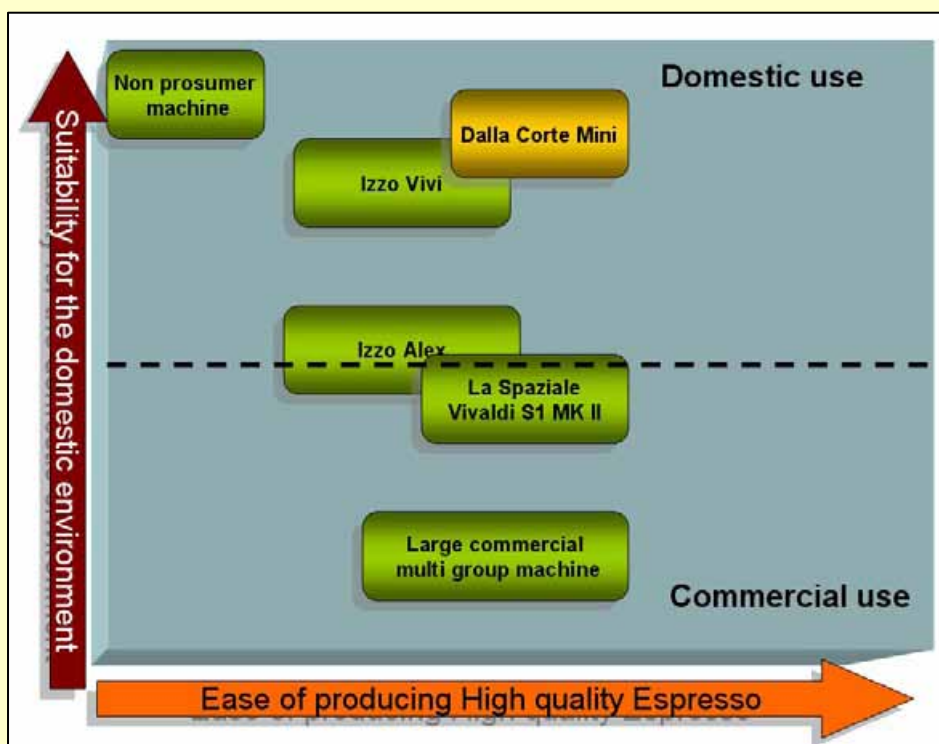 Domestic use
Non prosumer
machine
Dalla Corte Mini
Izzo Vivi
Izzo Alex
La Spaziale
Vivaldi S1 MK II
Large commercial
multi group machine
Commercial use
Suitability for the domestic environment
Ease of producing High quality Espresso